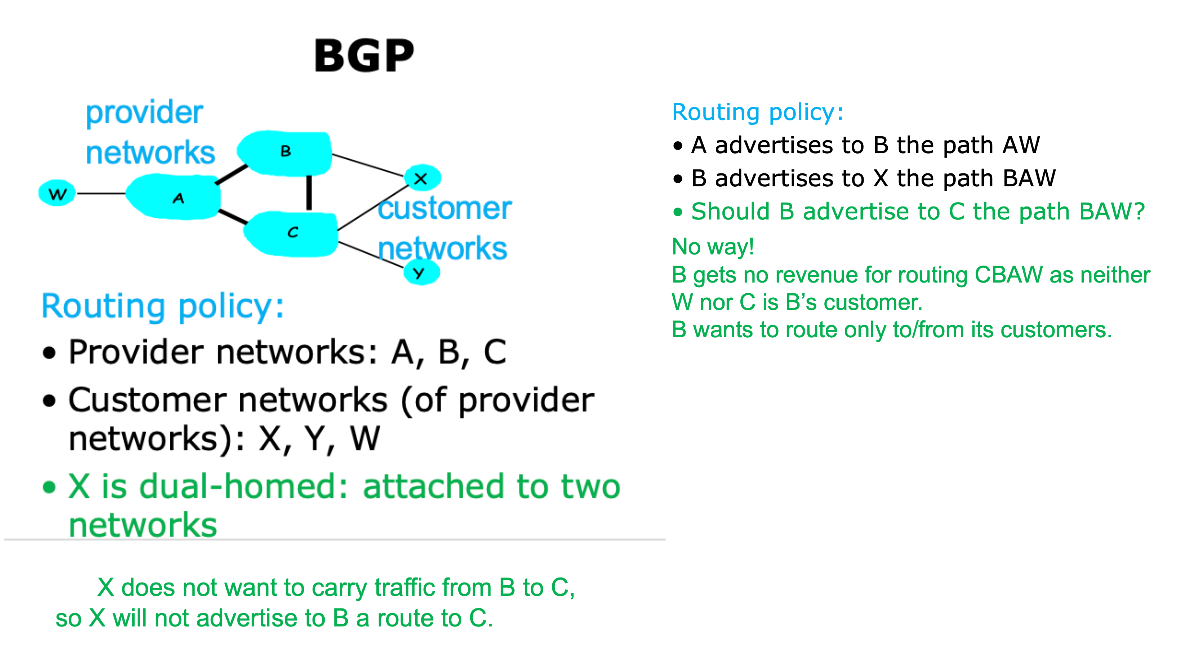 BGP
provider
networks
B
X
W
A
customer
C
networks
Y
Routing policy:
• Provider networks: A, B, C
• Customer networks (of provider
networks): X, Y, W
• X is dual-homed: attached to two
networks
X does not want to carry traffic from B to C,
so X will not advertise to B a route to C.
Routing policy:
• A advertises to B the path AW
• B advertises to X the path BAW
• Should B advertise to C the path BAW?
No way!
B gets no revenue for routing CBAW as neither
W nor C is B’s customer.
B wants to route only to/from its customers.